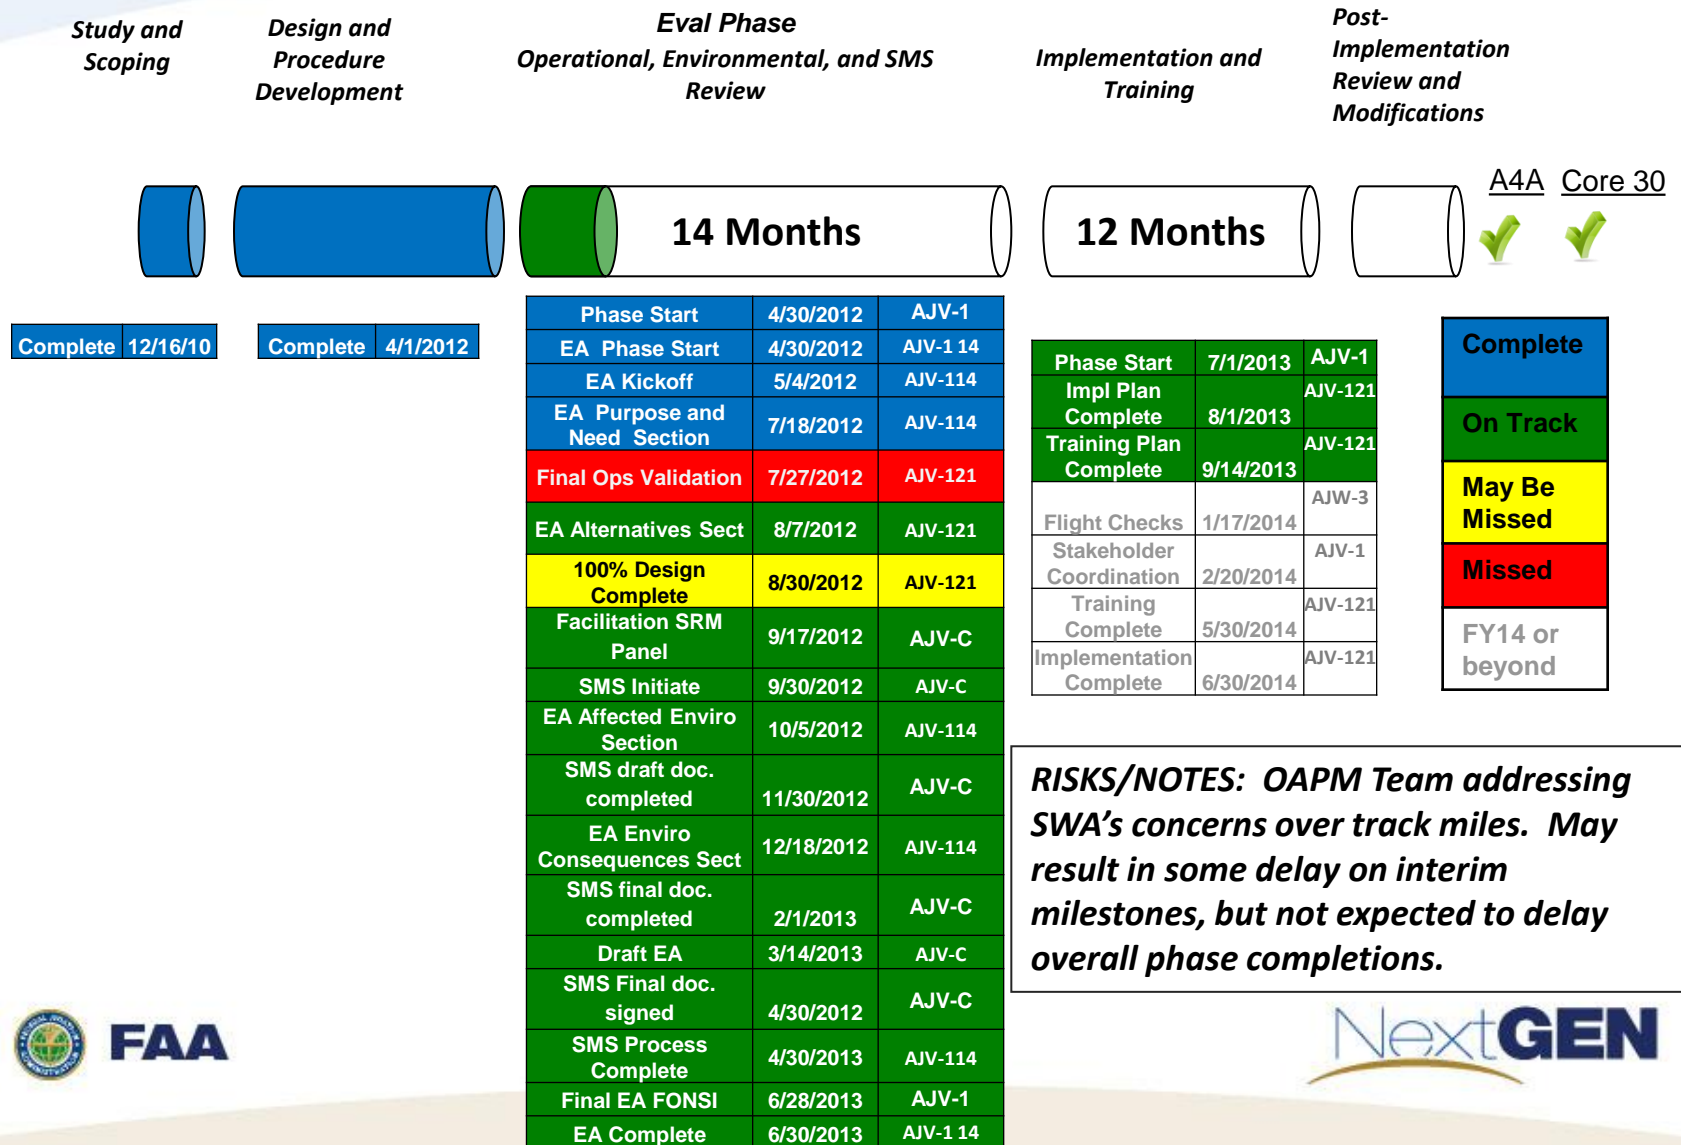 Study and
Scoping
Design and
Procedure
Development
Eval Phase
Operational, Environmental, and SMS
Review
Implementation and
Training
Post-
Implementation
Review and
Modifications
A4A Core 30
14 Months
12 Months
Complete 12/16/10
Complete 4/1/2012
Phase Start 4/30/2012 AJV-1
EA Phase Start 4/30/2012 AJV-1 14
EA Kickoff 5/4/2012 AJV-114
EA Purpose and
Need Section 7/18/2012 AJV-114
Final Ops Validation 7/27/2012 AJV-121
EA Alternatives Sect 8/7/2012 AJV-121
100% Design
Complete 8/30/2012 AJV-121
Facilitation SRM
Panel 9/17/2012 AJV-C
SMS Initiate 9/30/2012 AJV-C
EA Affected Enviro
Section 10/5/2012 AJV-114
SMS draft doc.
completed 11/30/2012 AJV-C
EA Enviro
Consequences Sect 12/18/2012 AJV-114
SMS final doc.
completed 2/1/2013 AJV-C
Draft EA 3/14/2013 AJV-C
SMS Final doc.
signed 4/30/2012 AJV-C
SMS Process
Complete 4/30/2013 AJV-114
Final EA FONSI 6/28/2013 AJV-1
EA Complete 6/30/2013 AJV-1 14
Phase Start 7/1/2013 AJV-1
Impl Plan
Complete 8/1/2013 AJV-121
Training Plan
Complete 9/14/2013 AJV-121
Flight Checks 1/17/2014 AJW-3
Stakeholder
Coordination 2/20/2014 AJV-1
Training
Complete 5/30/2014 AJV-121
Implementation
Complete 6/30/2014 AJV-121
Complete
On Track
May Be
Missed
Missed
FY14 or
beyond
RISKS/NOTES: OAPM Team addressing
SWA's concerns over track miles. May
result in some delay on interim
milestones, but not expected to delay
overall phase completions.
FAA
NextGEN